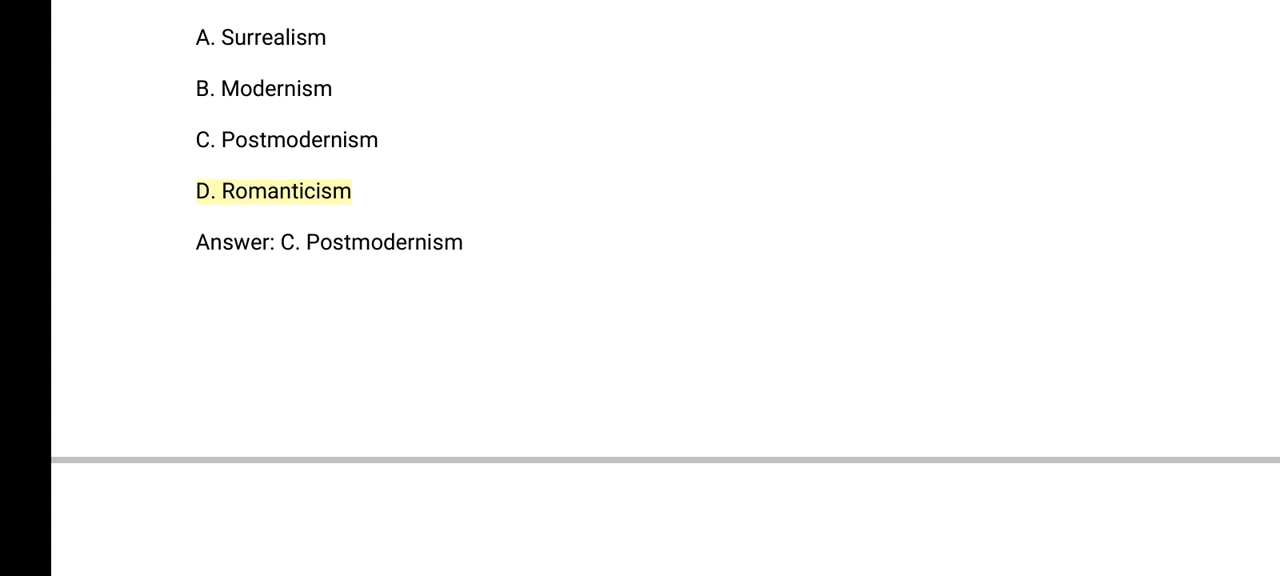 A. Surrealism
B. Modernism
C. Postmodernism
D. Romanticism
Answer: C. Postmodernism